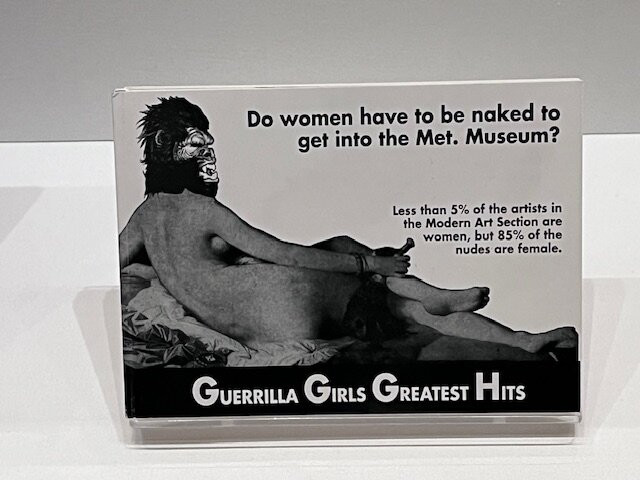 Do women have to be naked to
get into the Met. Museum?
Less than 5% of the artists in
the Modern Art Section are
women, but 85% of the
nudes are female.
GUERRILLA GIRLS GREATEST HITS